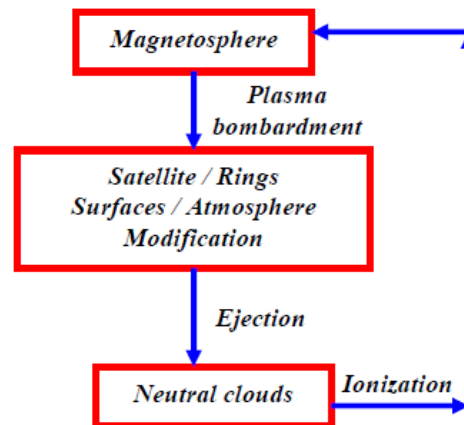 Magnetosphere
Plasma
bombardment
Satellite / Rings
Surfaces / Atmosphere
Modification
Ejection
Neutral clouds
Ionization